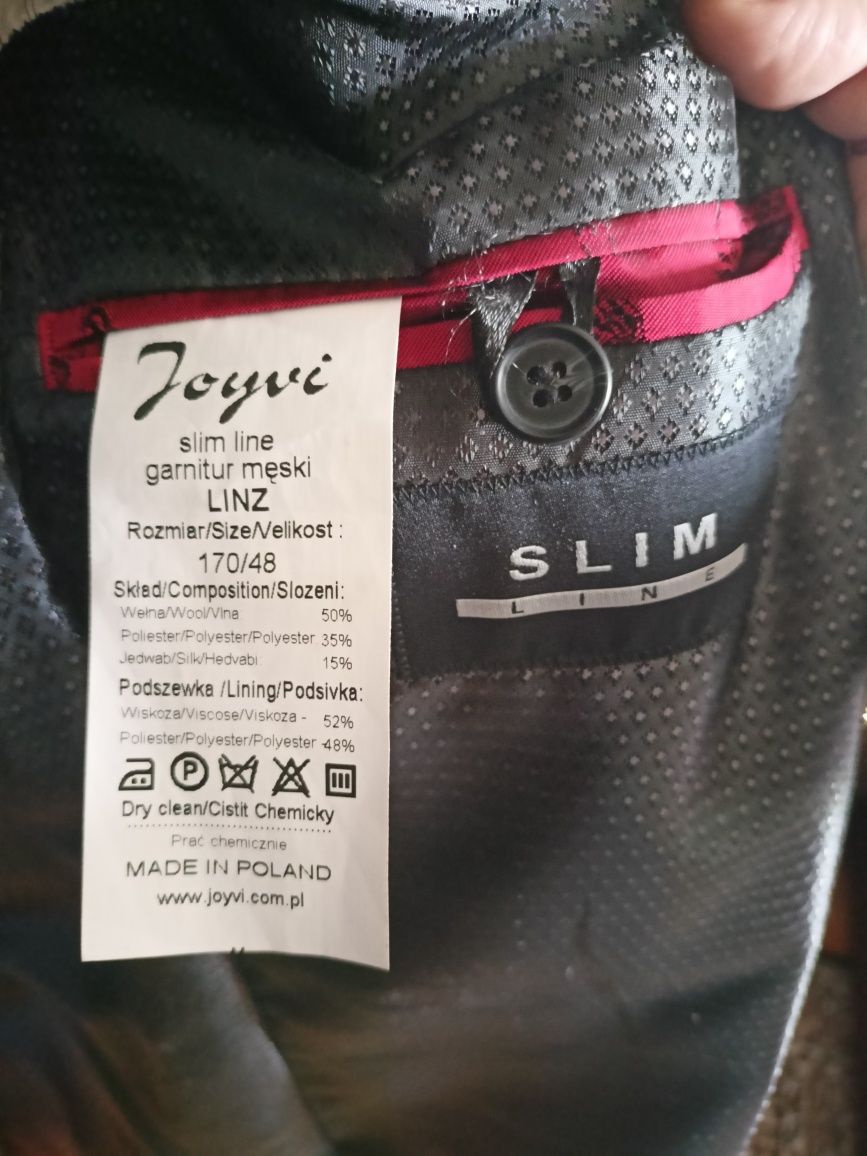 Joyvi
slim line
garnitur męski
LINZ
Rozmiar/Size/Velikost :
170/48
Skład/Composition/Slozeni:
Wełna/Wool/Vlna 50%
Poliester/Polyester/Polyester 35%
Jedwab/Silk/Hedvabi 15%
Podszewka /Lining/Podsivka:
Wiskoza/Viscose/Viskoza - 52%
Poliester/Polyester/Polyester -48%
P
Dry clean/Cistit Chemicky
Prać chemicznie
MADE IN POLAND
www.joyvi.com.pl
SLIM
LINE